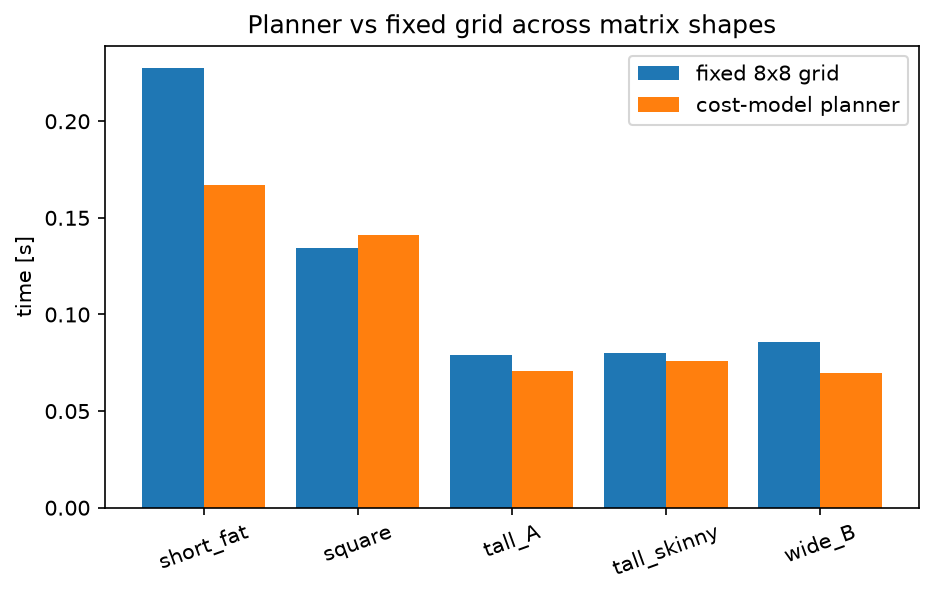 Planner vs fixed grid across matrix shapes
fixed 8x8 grid
cost-model planner
time [s]
0.20
0.15
0.10
0.05
0.00
short_fat
square
tall_A
tall_skinny
wide_B